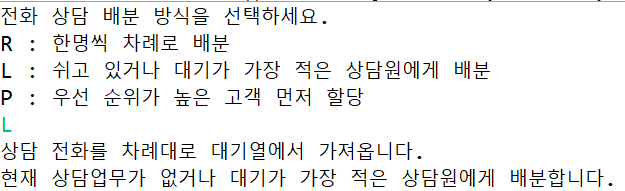 전화 상담 배분 방식을 선택하세요.
R : 한명씩 차례로 배분
L : 쉬고 있거나 대기가 가장 적은 상담원에게 배분
P : 우선 순위가 높은 고객 먼저 할당
L
상담 전화를 차례대로 대기열에서 가져옵니다.
현재 상담업무가 없거나 대기가 가장 적은 상담원에게 배분합니다.